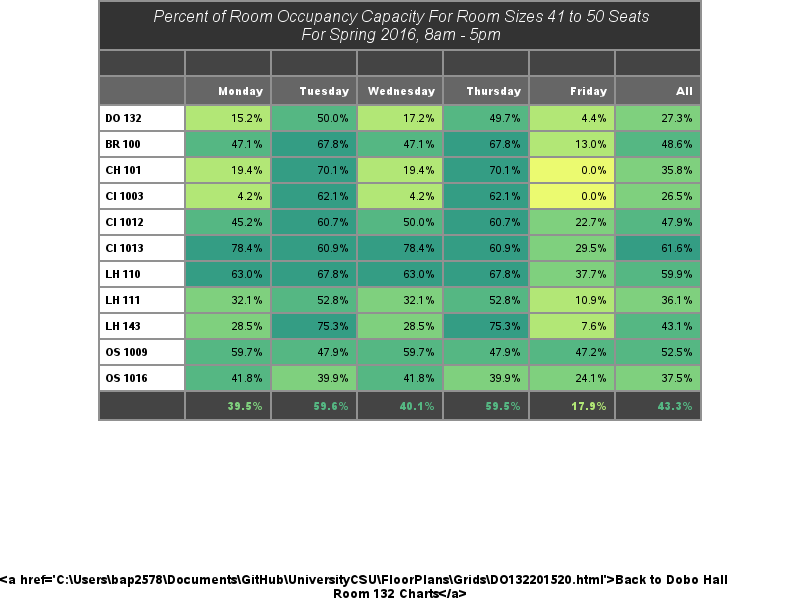 Percent of Room Occupancy Capacity For Room Sizes 41 to 50 Seats
For Spring 2016, 8am - 5pm
Monday Tuesday Wednesday Thursday Friday All
DO 132 15.2% 50.0% 17.2% 49.7% 4.4% 27.3%
BR 100 47.1% 67.8% 47.1% 67.8% 13.0% 48.6%
CH 101 19.4% 70.1% 19.4% 70.1% 0.0% 35.8%
CI 1003 4.2% 62.1% 4.2% 62.1% 0.0% 26.5%
CI 1012 45.2% 60.7% 50.0% 60.7% 22.7% 47.9%
CI 1013 78.4% 60.9% 78.4% 60.9% 29.5% 61.6%
LH 110 63.0% 67.8% 63.0% 67.8% 37.7% 59.9%
LH 111 32.1% 52.8% 32.1% 52.8% 10.9% 36.1%
LH 143 28.5% 75.3% 28.5% 75.3% 7.6% 43.1%
OS 1009 59.7% 47.9% 59.7% 47.9% 47.2% 52.5%
OS 1016 41.8% 39.9% 41.8% 39.9% 24.1% 37.5%
39.5% 59.6% 40.1% 59.5% 17.9% 43.3%
<a href='C:\Users\bap2578\Documents\GitHub\UniversityCSU\FloorPlans\Grids\DO132201520.html'>Back to Dobo Hall
Room 132 Charts</a>